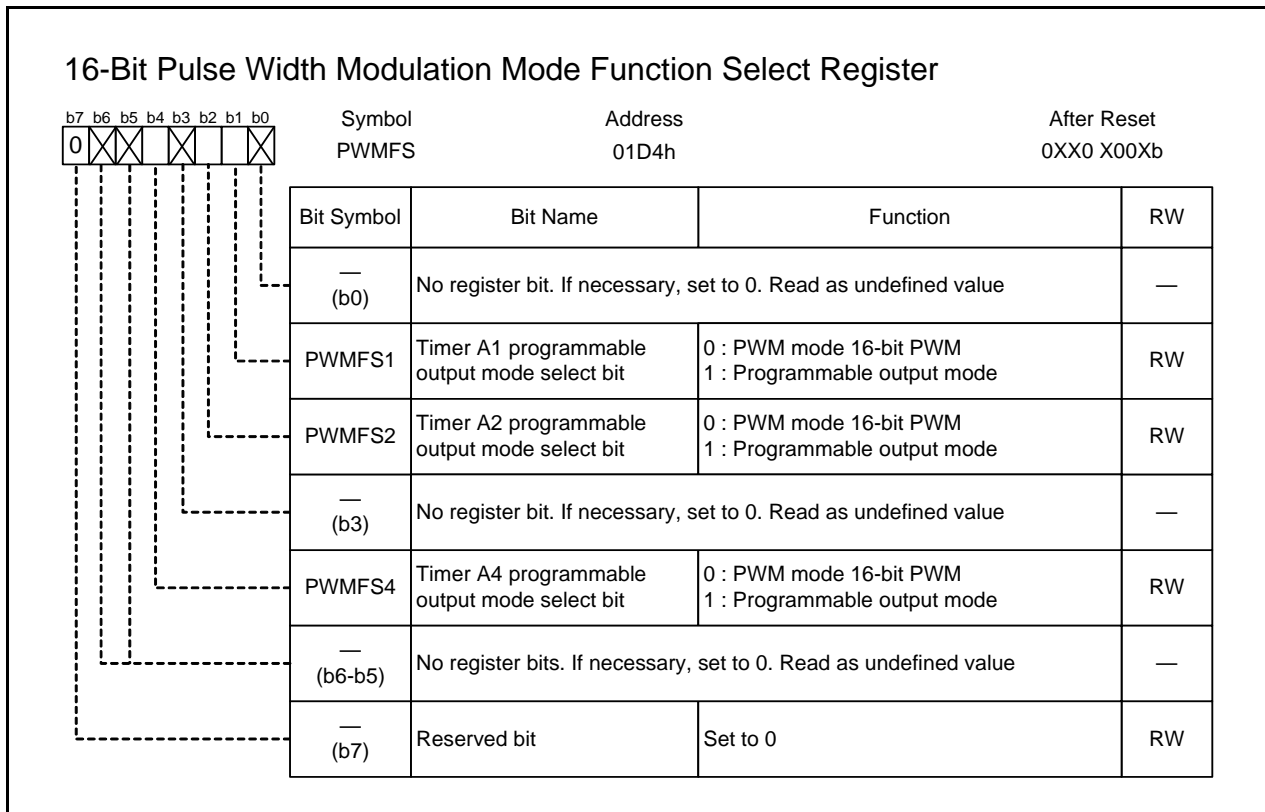 16-Bit Pulse Width Modulation Mode Function Select Register
b7 b6 b5 b4 b3 b2 b1 b0
Symbol Address After Reset
0
PWMFS 01D4h 0XX0 X00Xb
Bit Symbol Bit Name Function RW
—
(b0)
No register bit. If necessary, set to 0. Read as undefined value
—
PWMFS1
Timer A1 programmable
output mode select bit
0 : PWM mode 16-bit PWM
1 : Programmable output mode
RW
PWMFS2
Timer A2 programmable
output mode select bit
0 : PWM mode 16-bit PWM
1 : Programmable output mode
RW
—
(b3)
No register bit. If necessary, set to 0. Read as undefined value
—
PWMFS4
Timer A4 programmable
output mode select bit
0 : PWM mode 16-bit PWM
1 : Programmable output mode
RW
—
(b6-b5)
No register bits. If necessary, set to 0. Read as undefined value
—
—
(b7)
Reserved bit
Set to 0
RW